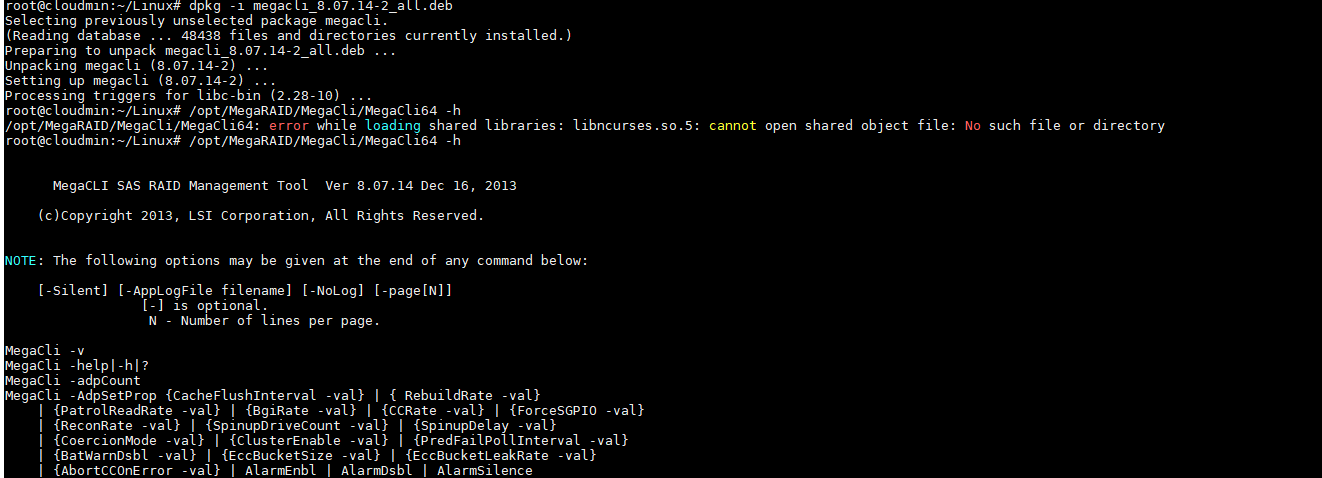 root@cloudmin:~/Linux# dpkg -i megacli_8.07.14-2_all.deb
Selecting previously unselected package megacli.
(Reading database ... 48438 files and directories currently installed.)
Preparing to unpack megacli_8.07.14-2_all.deb ...
Unpacking megacli (8.07.14-2) ...
Setting up megacli (8.07.14-2) ...
Processing triggers for libc-bin (2.28-10) ...
root@cloudmin:~/Linux# /opt/MegaRAID/MegaCli/MegaCli64 -h
/opt/MegaRAID/MegaCli/MegaCli64: error while loading shared libraries: libncurses.so.5: cannot open shared object file: No such file or directory
root@cloudmin:~/Linux# /opt/MegaRAID/MegaCli/MegaCli64 -h
MegaCLI SAS RAID Management Tool  Ver 8.07.14 Dec 16, 2013
(c)Copyright 2013, LSI Corporation, All Rights Reserved.
NOTE: The following options may be given at the end of any command below:
[-Silent] [-AppLogFile filename] [-NoLog] [-page[N]]
[-] is optional.
N - Number of lines per page.
MegaCli -v
MegaCli -help|-h|?
MegaCli -adpCount
MegaCli -AdpSetProp {CacheFlushInterval -val} | { RebuildRate -val}
| {PatrolReadRate -val} | {BgiRate -val} | {CCRate -val} | {ForceSGPIO -val}
| {ReconRate -val} | {SpinupDriveCount -val} | {SpinupDelay -val}
| {CoercionMode -val} | {ClusterEnable -val} | {PredFailPollInterval -val}
| {BatWarnDsbl -val} | {EccBucketSize -val} | {EccBucketLeakRate -val}
| {AbortCCOnError -val} | AlarmEnbl | AlarmDsbl | AlarmSilence